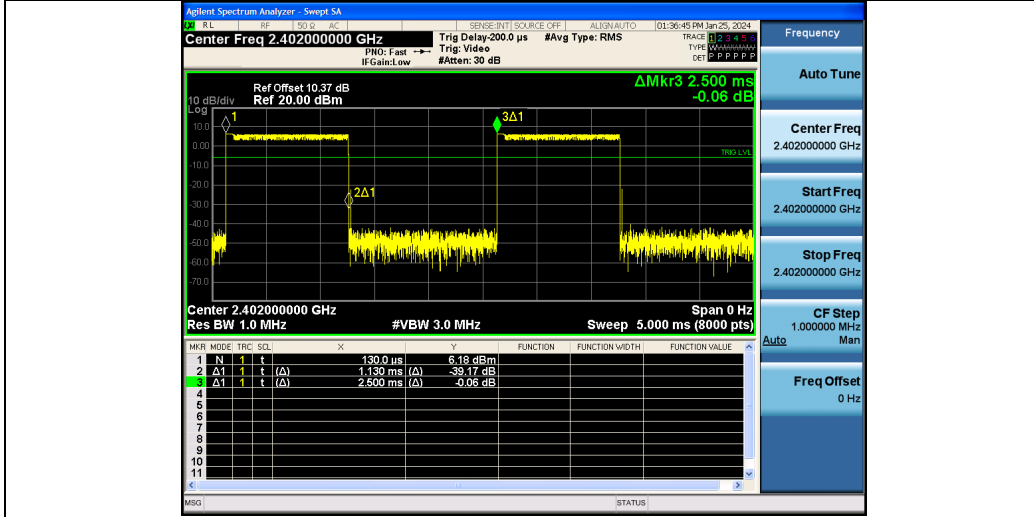 Agilent Spectrum Analyzer - Swept SA
RL RF 50 Ω AC SENSE:INT SOURCE OFF ALIGN AUTO 01:36:45 PM Jan 25, 2024
Center Freq 2.402000000 GHz
PNO: Fast
IFGain:Low
Trig Delay-200.0 µs #Avg Type: RMS
Trig: Video
#Atten: 30 dB
TRACE 1 2 3 4 5 6
TYPE W
DET P P P P P P
Frequency
Auto Tune
Center Freq
2.402000000 GHz
Start Freq
2.402000000 GHz
Stop Freq
2.402000000 GHz
CF Step
1.000000 MHz
Auto Man
Freq Offset
0 Hz
ΔMkr3 2.500 ms
-0.06 dB
Ref Offset 10.37 dB
10 dB/div Ref 20.00 dBm
Log
10.0
0.00
-10.0
-20.0
-30.0
-40.0
-50.0
-60.0
-70.0
1
2Δ1
3Δ1
TRIG LVL
Center 2.402000000 GHz Span 0 Hz
Res BW 1.0 MHz #VBW 3.0 MHz Sweep 5.000 ms (8000 pts)
MKR MODE TRC SCL X Y FUNCTION FUNCTION WIDTH FUNCTION VALUE
1 N 1 t 130.0 µs 6.18 dBm
2 Δ1 1 t (Δ) 1.130 ms (Δ) -39.17 dB
3 Δ1 1 t (Δ) 2.500 ms (Δ) -0.06 dB
4
5
6
7
8
9
10
11
MSG STATUS